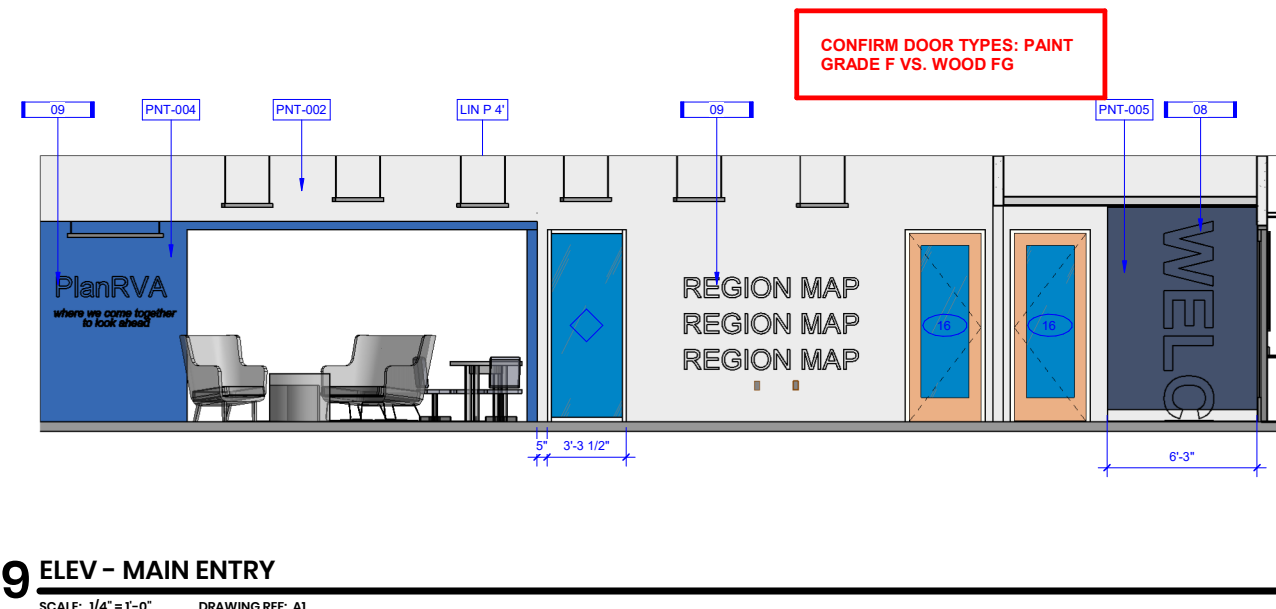 CONFIRM DOOR TYPES: PAINT
GRADE F VS. WOOD FG
09
PNT-004
PNT-002
LIN P 4'
09
PNT-005
08
PlanRVA
where we come together
to look ahead
REGION MAP
REGION MAP
REGION MAP
16
16
WELC
5"
3'-3 1/2"
6'-3"
9
ELEV - MAIN ENTRY
SCALE: 1/4" = 1'-0"
DRAWING REF: A1